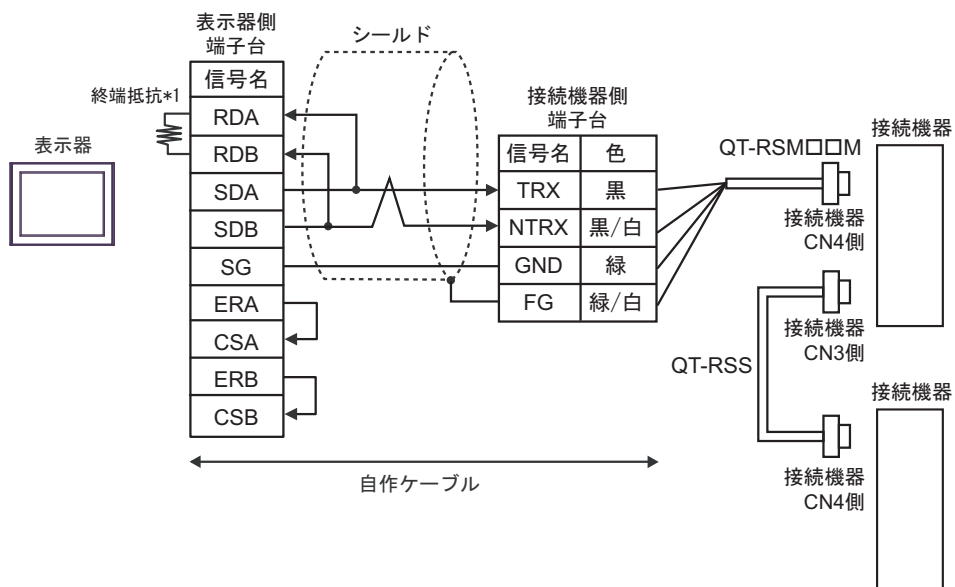 表示器
終端抵抗*1
表示器側
端子台
信号名
RDA
RDB
SDA
SDB
SG
ERA
CSA
ERB
CSB
シールド
接続機器側
端子台
信号名 色
TRX 黒
NTRX 黒/白
GND 緑
FG 緑/白
自作ケーブル
QT-RSM□□M
接続機器
接続機器
CN4側
接続機器
CN3側
QT-RSS
接続機器
接続機器
CN4側